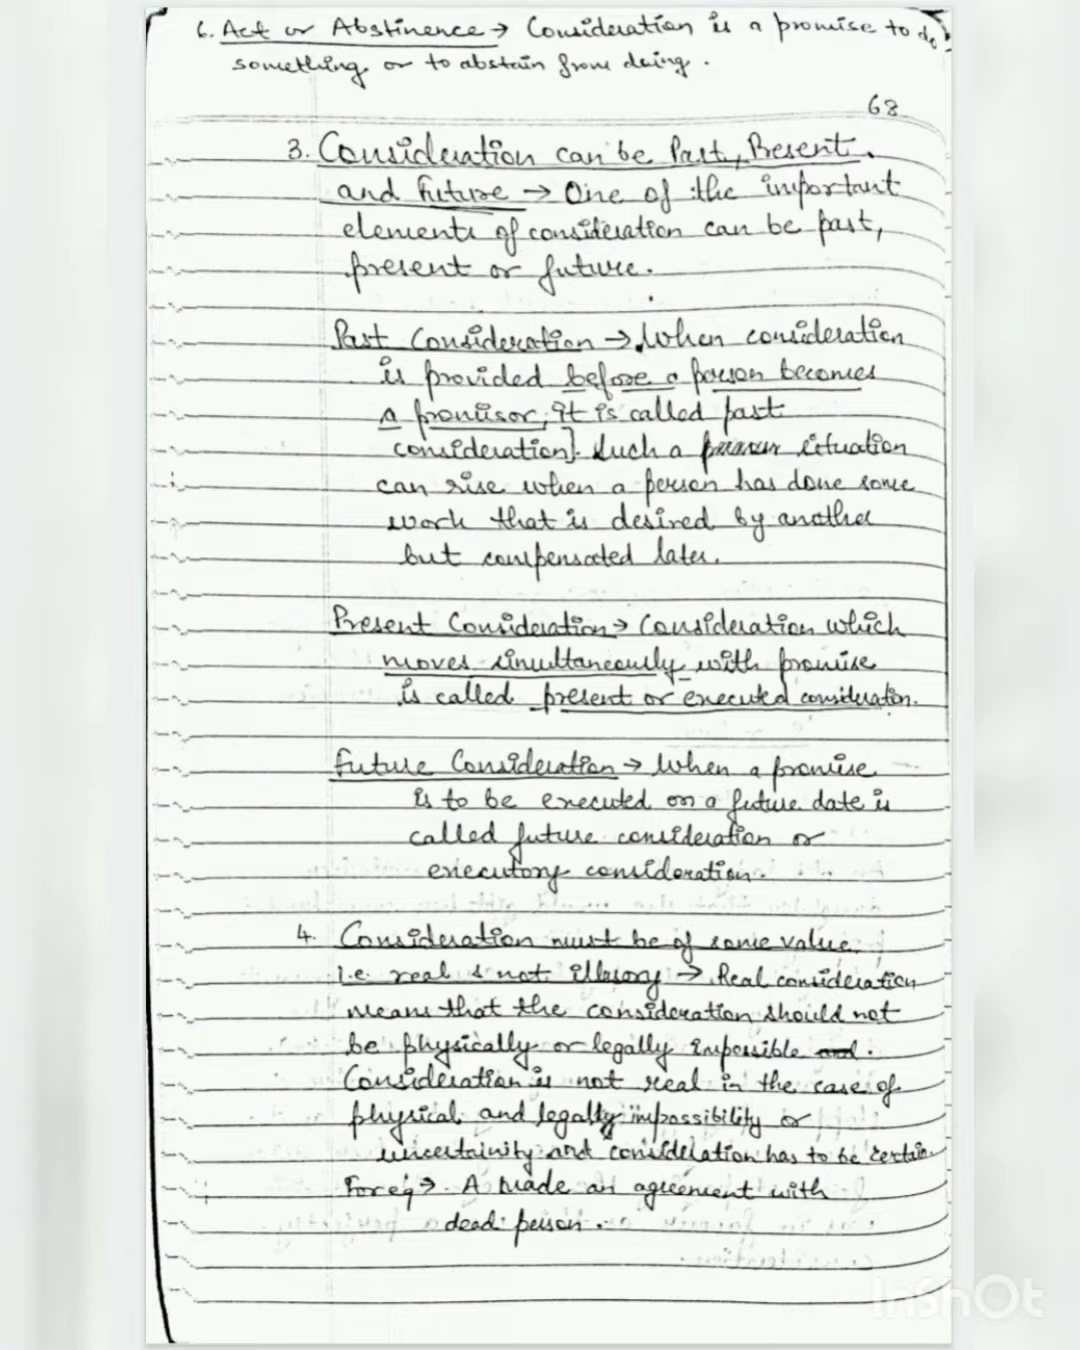 6. Act or Abstinence → Consideration is a promise to do
something or to abstain from doing.
68
3. Consideration can be Past, Present
and Future → One of the important
elements of consideration can be past,
present or future.
Past Consideration → When consideration
is provided before a person becomes
a promisor, it is called past
consideration]. Such a situation
can rise when a person has done some
work that is desired by another
but compensated later.
Present Consideration → Consideration which
moves simultaneously with promise
is called present or executed consideration.
Future Consideration → When a promise
is to be executed on a future date is
called future consideration or
executory consideration.
4. Consideration must be of some value
i.e. real & not illusory → Real consideration
means that the consideration should not
be physically or legally impossible and.
Consideration is not real in the case of
physical and legally impossibility or
uncertainity and consideration has to be certain.
For eg → A made an agreement with
dead person.
InShOt